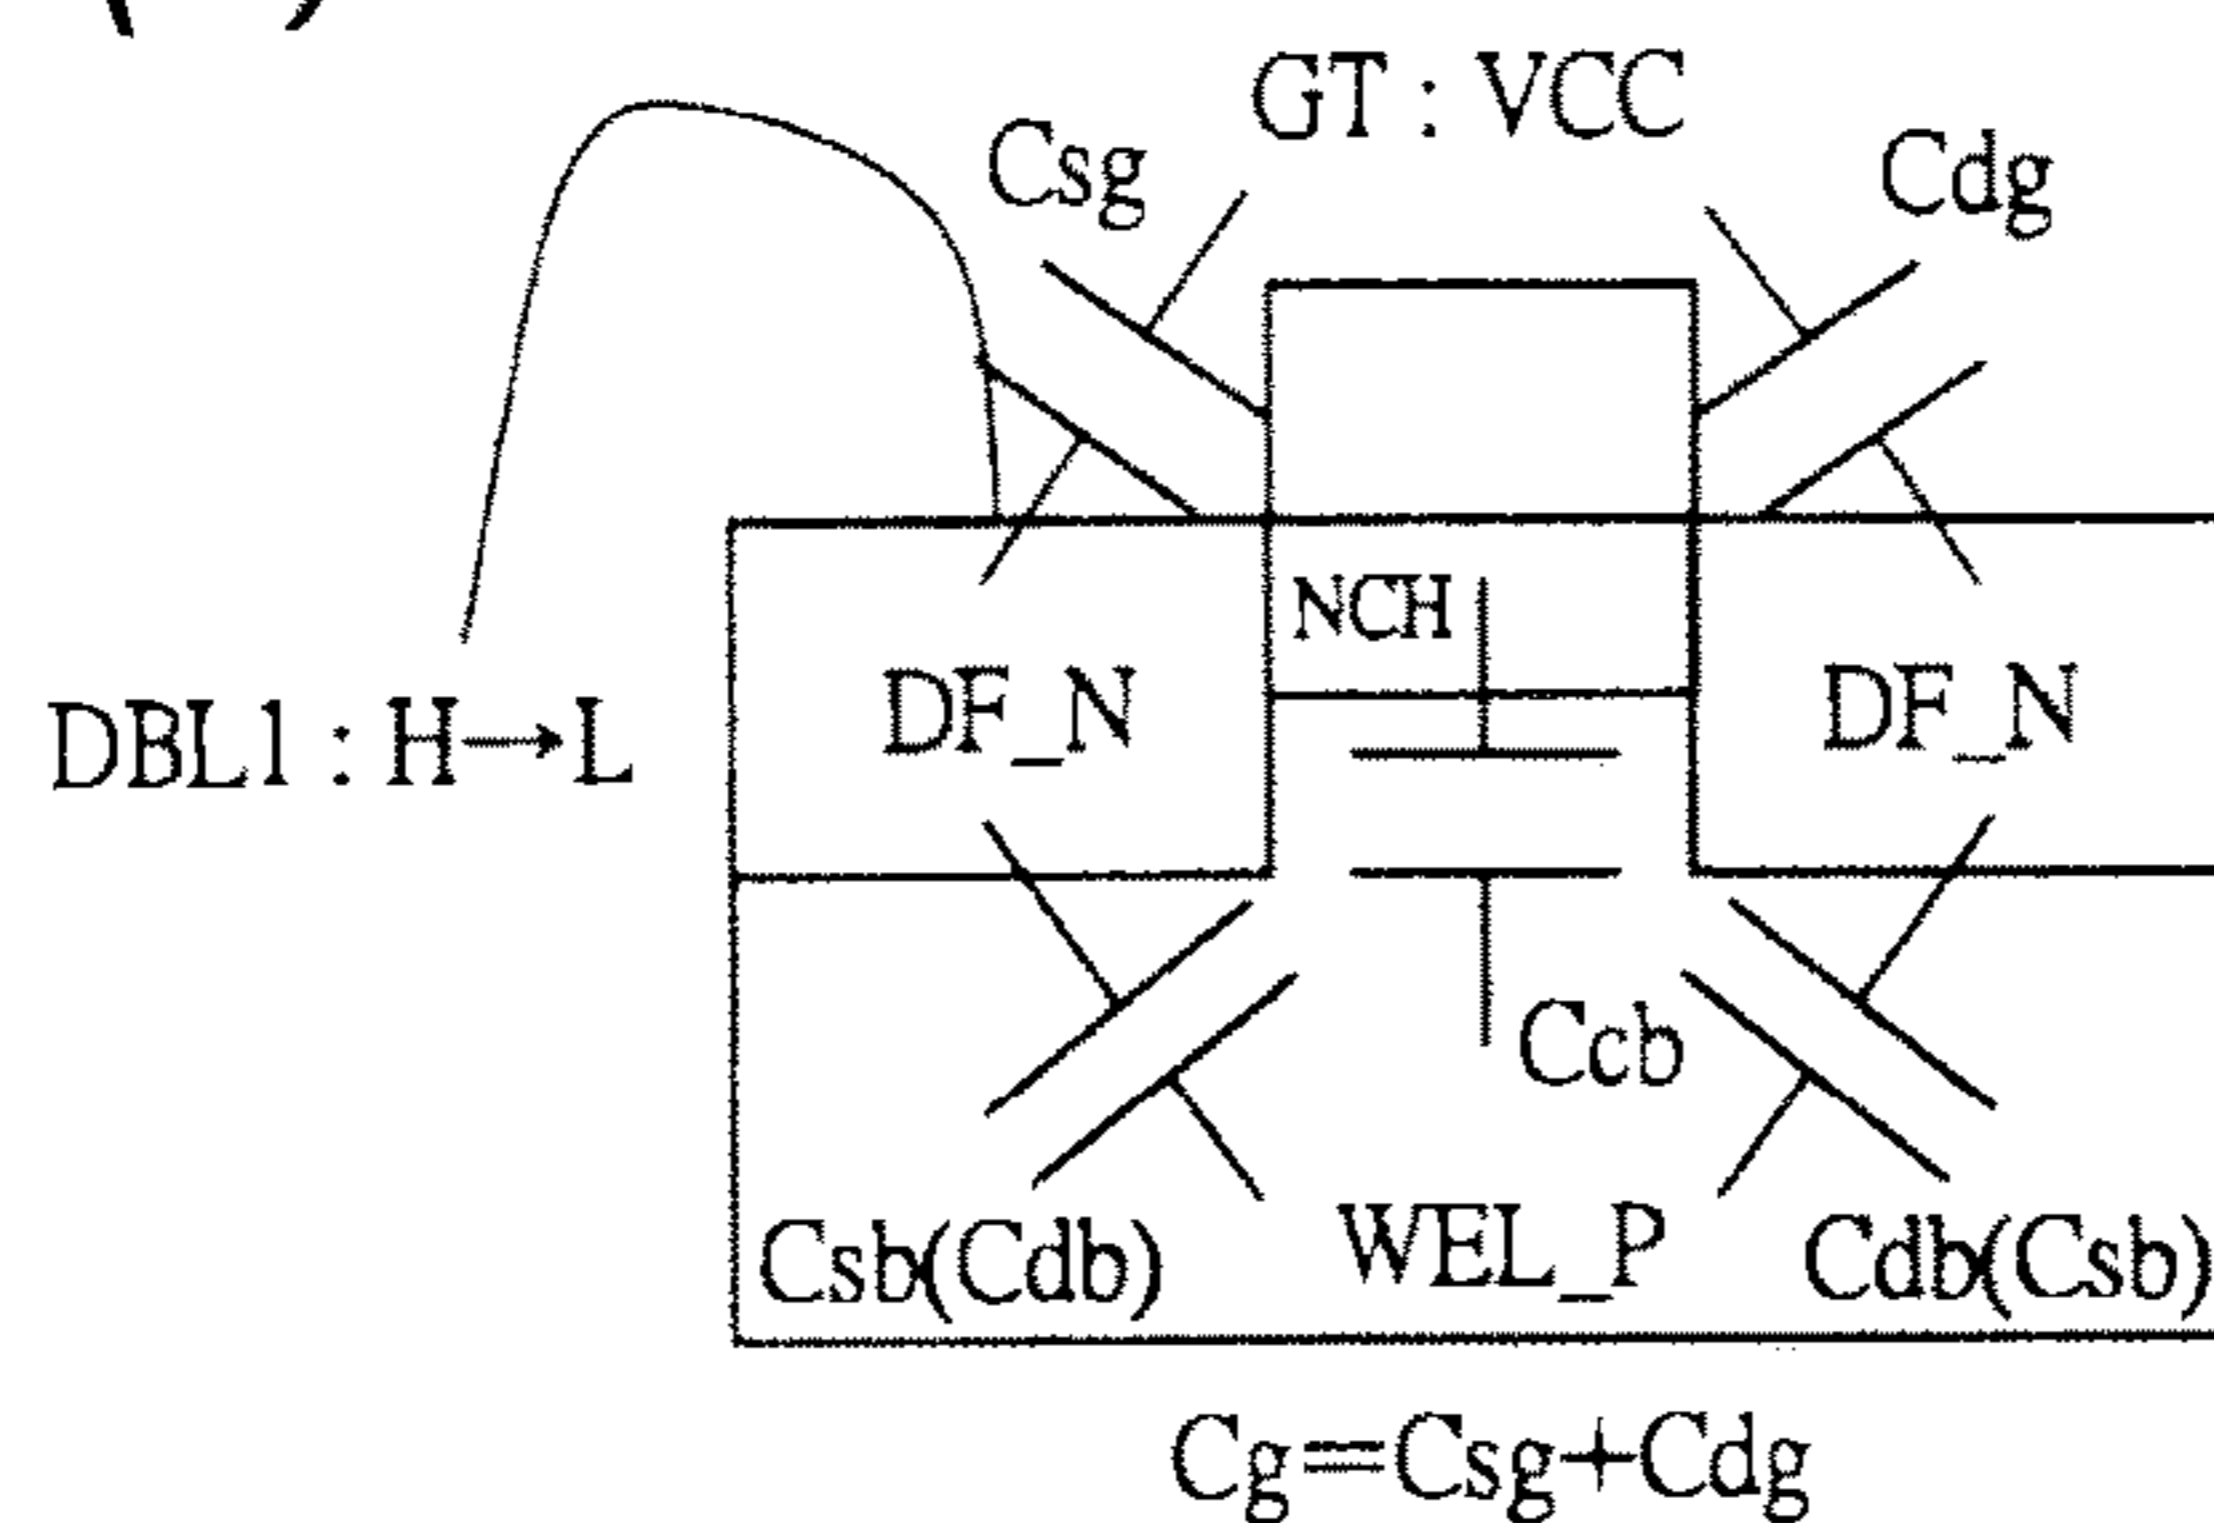 GT : VCC
Csg
Cdg
NCH
DF_N
DF_N
DBL1 : H→L
Ccb
Csb(Cdb)
WEL_P
Cdb(Csb)
Cg=Csg+Cdg